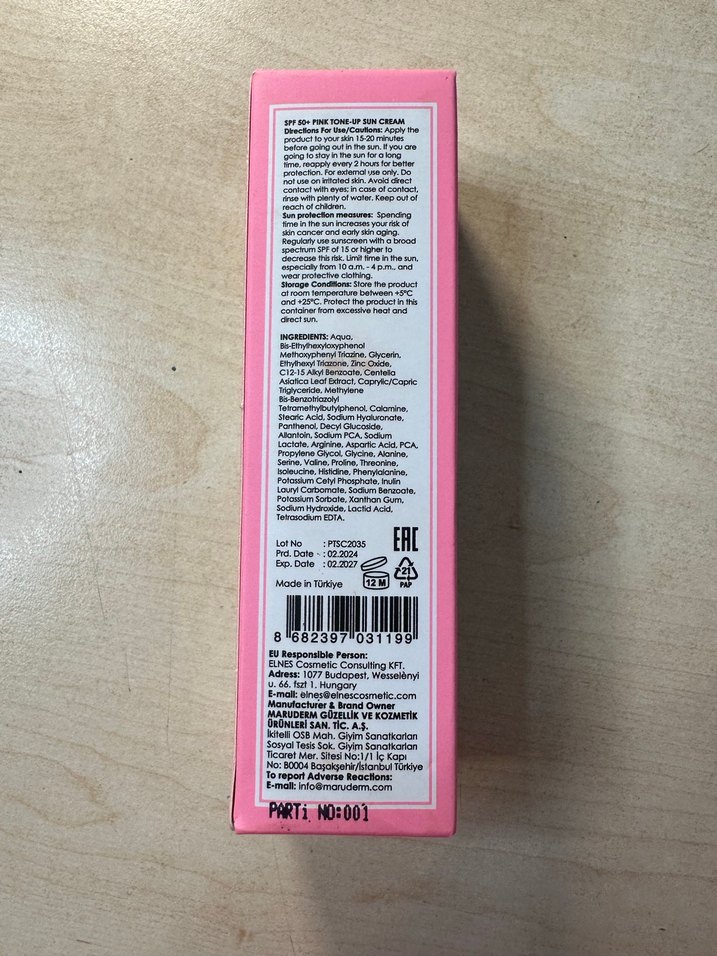 SPF 50+ PINK TONE-UP SUN CREAM
Directions For Use/Cautions: Apply the
product to your skin 15-20 minutes
before going out in the sun. If you are
going to stay in the sun for a long
time, reapply every 2 hours for better
protection. For external use only. Do
not use on irritated skin. Avoid direct
contact with eyes; in case of contact,
rinse with plenty of water. Keep out of
reach of children.
Sun protection measures: Spending
time in the sun increases your risk of
skin cancer and early skin aging.
Regularly use sunscreen with a broad
spectrum SPF of 15 or higher to
decrease this risk. Limit time in the sun,
especially from 10 a.m. - 4 p.m., and
wear protective clothing.
Storage Conditions: Store the product
at room temperature between +5°C
and +25°C. Protect the product in this
container from excessive heat and
direct sun.
INGREDIENTS: Aqua,
Bis-Ethylhexyloxyphenol
Methoxyphenyl Triazine, Glycerin,
Ethylhexyl Triazone, Zinc Oxide,
C12-15 Alkyl Benzoate, Centella
Asiatica Leaf Extract, Caprylic/Capric
Triglyceride, Methylene
Bis-Benzotriazolyl
Tetramethylbutylphenol, Calamine,
Stearic Acid, Sodium Hyaluronate,
Panthenol, Decyl Glucoside,
Allantoin, Sodium PCA, Sodium
Lactate, Arginine, Aspartic Acid, PCA,
Propylene Glycol, Glycine, Alanine,
Serine, Valine, Proline, Threonine,
Isoleucine, Histidine, Phenylalanine,
Potassium Cetyl Phosphate, Inulin
Lauryl Carbomate, Sodium Benzoate,
Potassium Sorbate, Xanthan Gum,
Sodium Hydroxide, Lactid Acid,
Tetrasodium EDTA.
Lot No : PTSC2035
Prd. Date : 02.2024
Exp. Date : 02.2027
EAC
Made in Türkiye
12 M
21
PAP
8 682397 031199
EU Responsible Person:
ELNES Cosmetic Consulting KFT.
Adress: 1077 Budapest, Wesselènyi
u. 66. fszt 1. Hungary
E-mail: elnes@elnescosmetic.com
Manufacturer & Brand Owner
MARUDERM GÜZELLİK VE KOZMETİK
ÜRÜNLERİ SAN. TİC. A.Ş.
İkitelli OSB Mah. Giyim Sanatkarları
Sosyal Tesis Sok. Giyim Sanatkarları
Ticaret Mer. Sitesi No:1/1 İç Kapı
No: B0004 Başakşehir/İstanbul Türkiye
To report Adverse Reactions:
E-mail: info@maruderm.com
PARTi NO:001